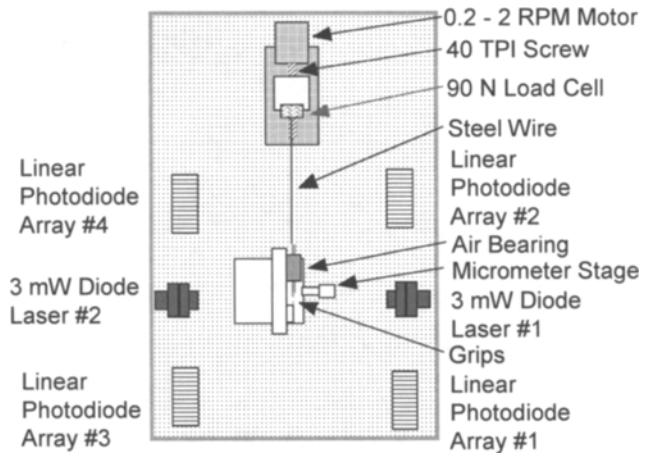 0.2 - 2 RPM Motor
40 TPI Screw
90 N Load Cell
Steel Wire
Linear
Photodiode
Array #4
Linear
Photodiode
Array #2
Air Bearing
Micrometer Stage
3 mW Diode
Laser #2
3 mW Diode
Laser #1
Grips
Linear
Photodiode
Array #3
Linear
Photodiode
Array #1